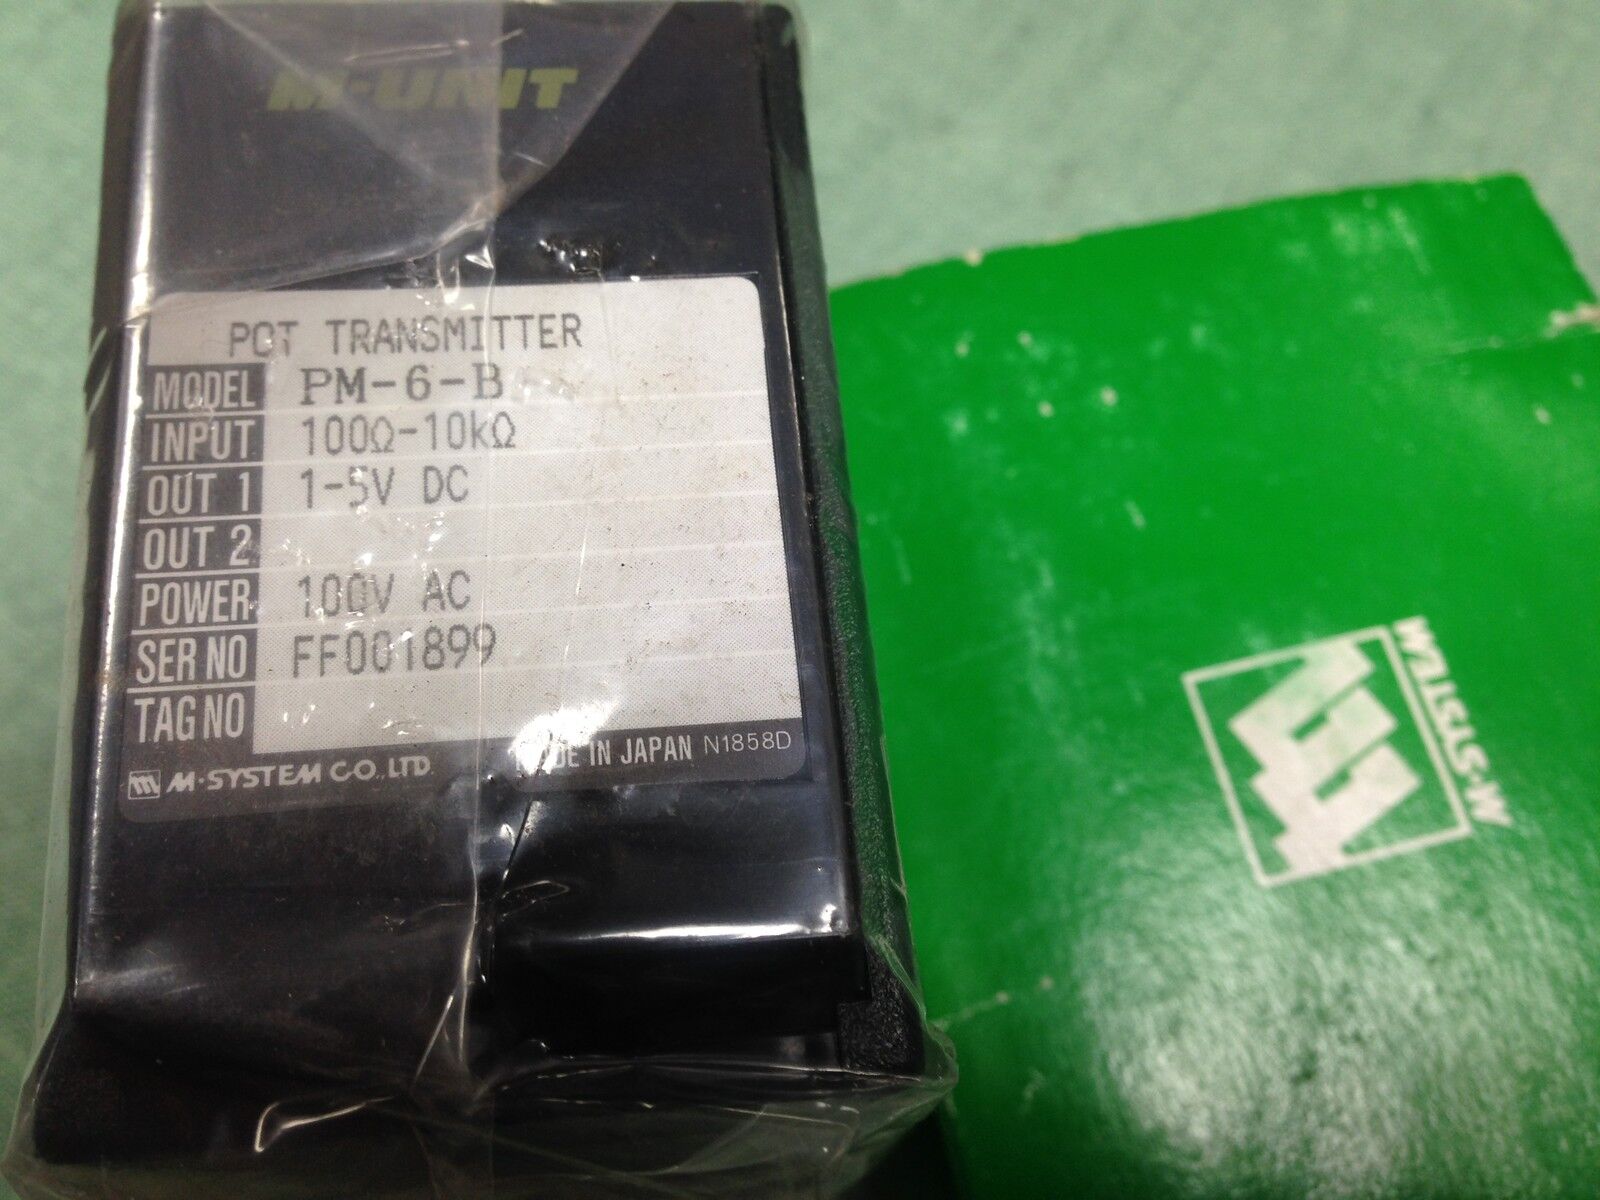 M-UNIT
POT TRANSMITTER
MODEL PM-6-B
INPUT 100Ω-10kΩ
OUT 1 1-5V DC
OUT 2
POWER 100V AC
SER NO FF001899
TAG NO
M-SYSTEM CO., LTD. MADE IN JAPAN N1858D
M-SYSTEM